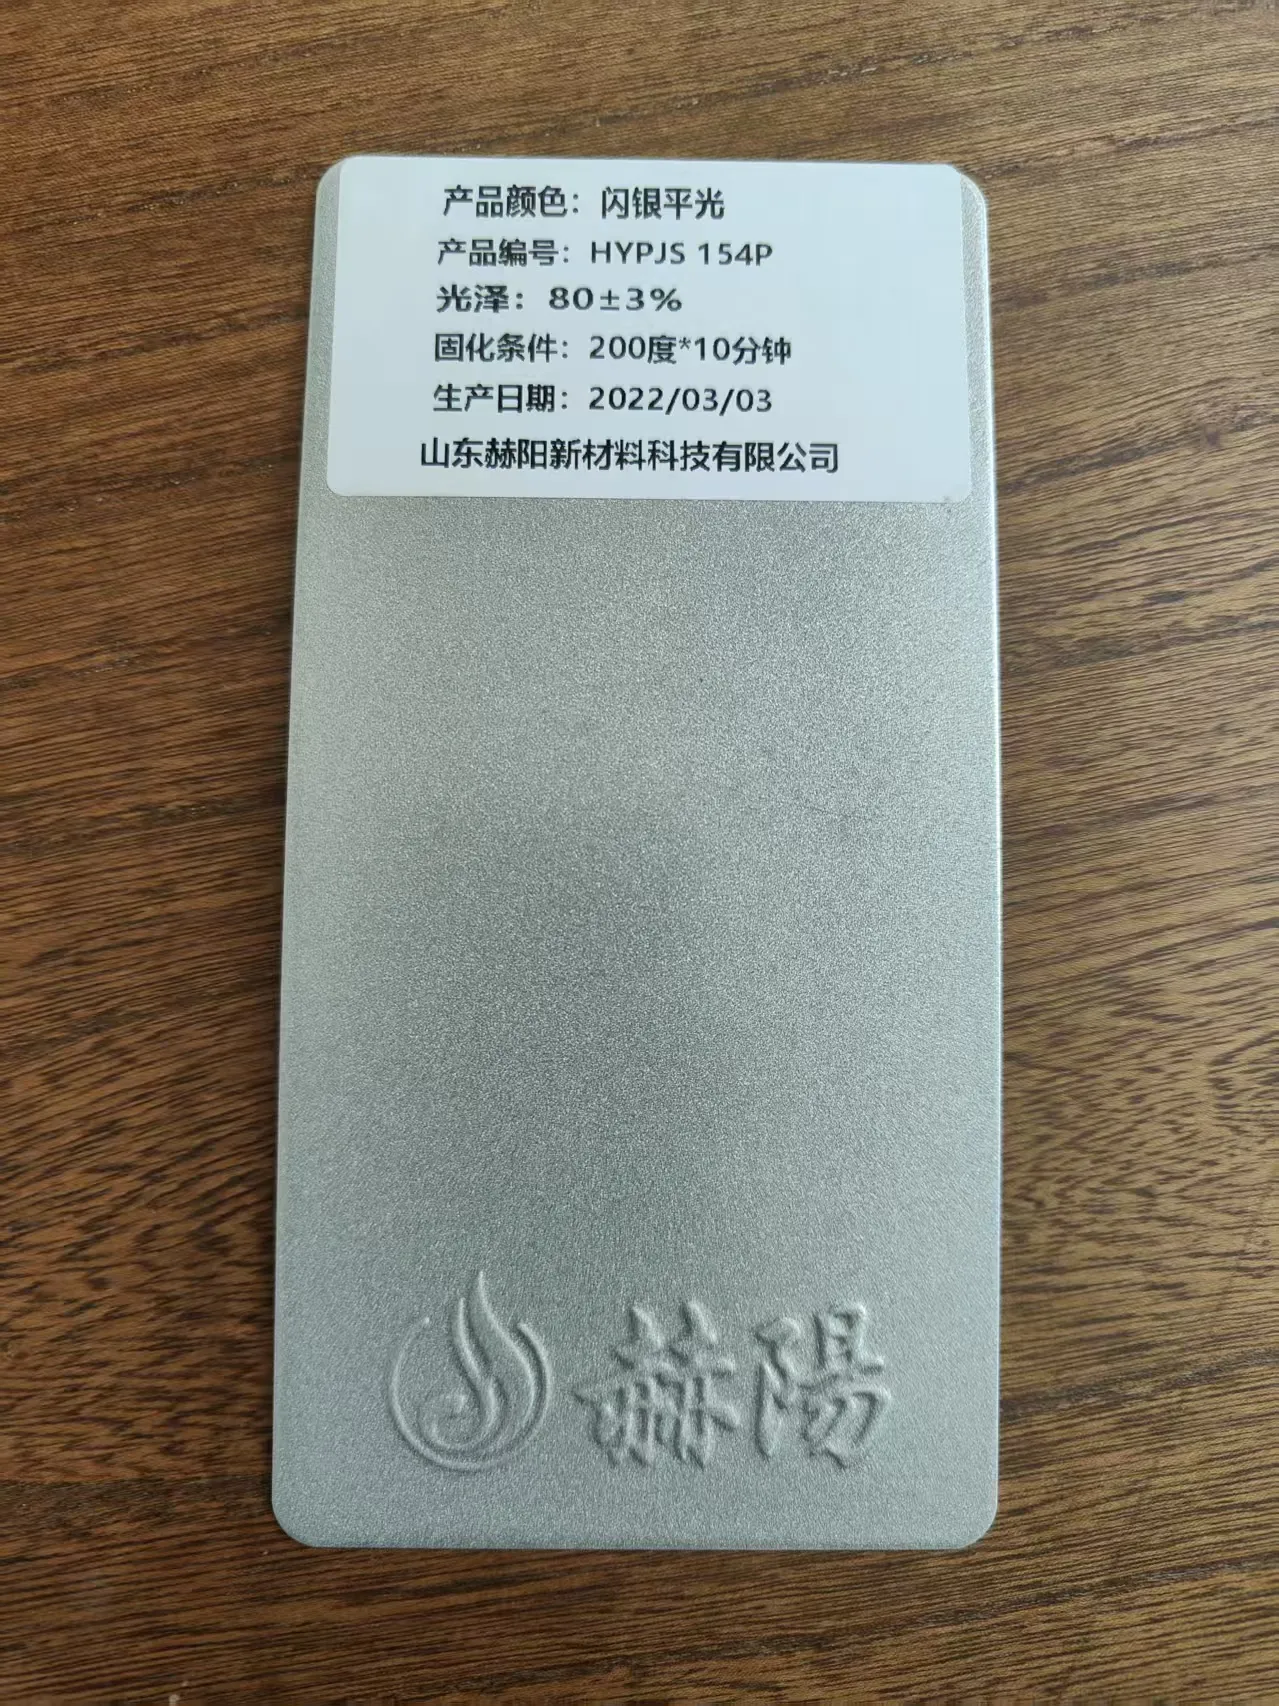 产品颜色：闪银平光
产品编号：HYPJS 154P
光泽：80±3%
固化条件：200度*10分钟
生产日期：2022/03/03
山东赫阳新材料科技有限公司
赫陽